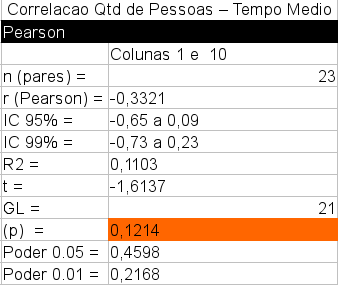 Correlacao Qtd de Pessoas – Tempo Medio
Pearson
Colunas 1 e  10
n (pares) = 23
r (Pearson) = -0,3321
IC 95% = -0,65 a 0,09
IC 99% = -0,73 a 0,23
R2 = 0,1103
t = -1,6137
GL = 21
(p)  = 0,1214
Poder 0.05 = 0,4598
Poder 0.01 = 0,2168